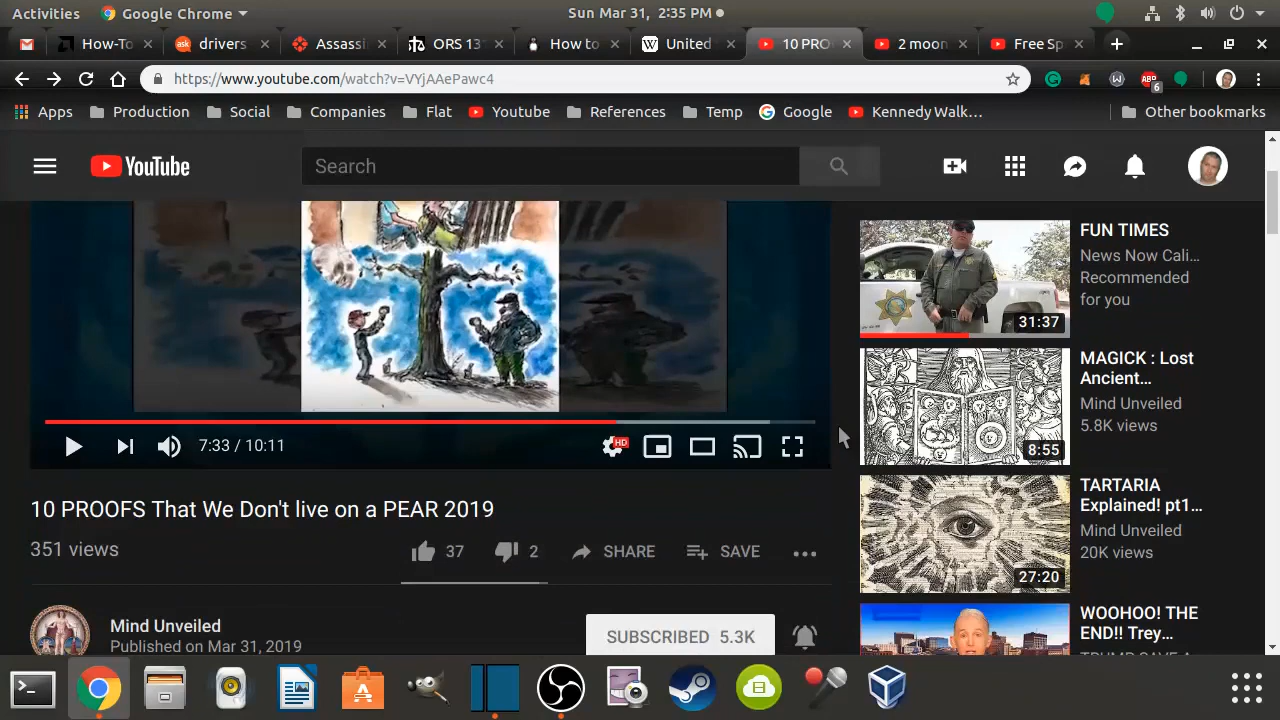 Activities Google Chrome Sun Mar 31, 2:35 PM
How-To drivers Assassi ORS 13 How to United 10 PRO 2 moon Free Sp
https://www.youtube.com/watch?v=VYjAAePawc4
6
Apps Production Social Companies Flat Youtube References Temp Google Kennedy Walk... Other bookmarks
YouTube Search
FUN TIMES
News Now Cali...
Recommended
for you
31:37
MAGICK : Lost
Ancient...
Mind Unveiled
5.8K views
8:55
7:33 / 10:11 HD
TARTARIA
Explained! pt1...
Mind Unveiled
20K views
27:20
10 PROOFS That We Don't live on a PEAR 2019
351 views
37 2 SHARE SAVE
WOOHOO! THE
END!! Trey...
Mind Unveiled
Published on Mar 31, 2019
SUBSCRIBED 5.3K